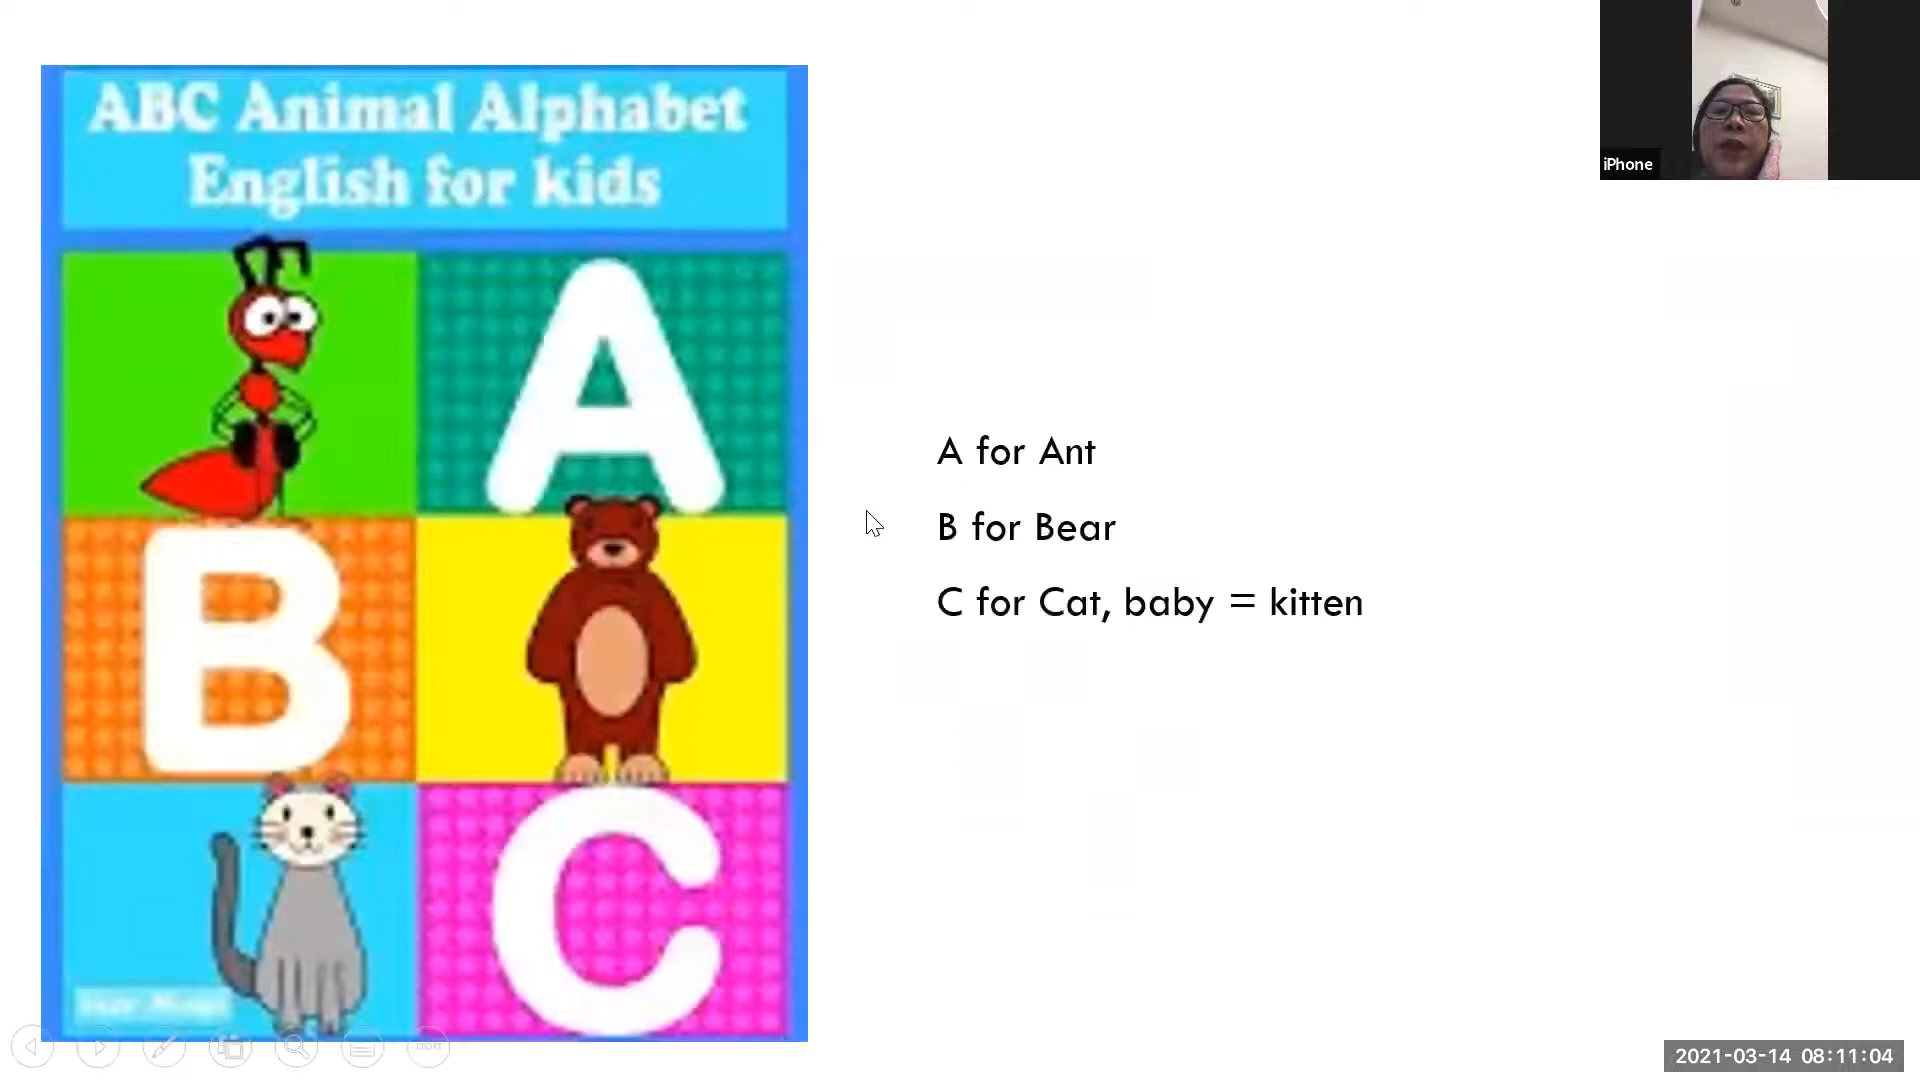 ABC Animal Alphabet
English for kids
A
B
C
A for Ant
B for Bear
C for Cat, baby = kitten
iPhone
2021-03-14 08:11:04